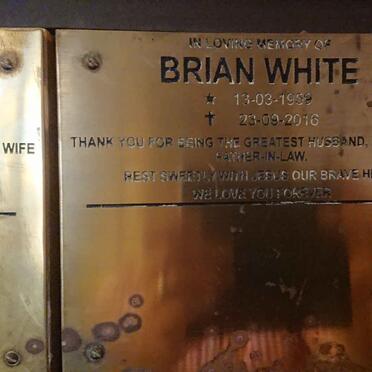 WIFE
IN LOVING MEMORY OF
BRIAN WHITE
★ 13-03-1959
✝ 23-09-2016
THANK YOU FOR BEING THE GREATEST HUSBAND,
FATHER-IN-LAW.
REST SWEETLY WITH JESUS OUR BRAVE
WE LOVE YOU FOREVER